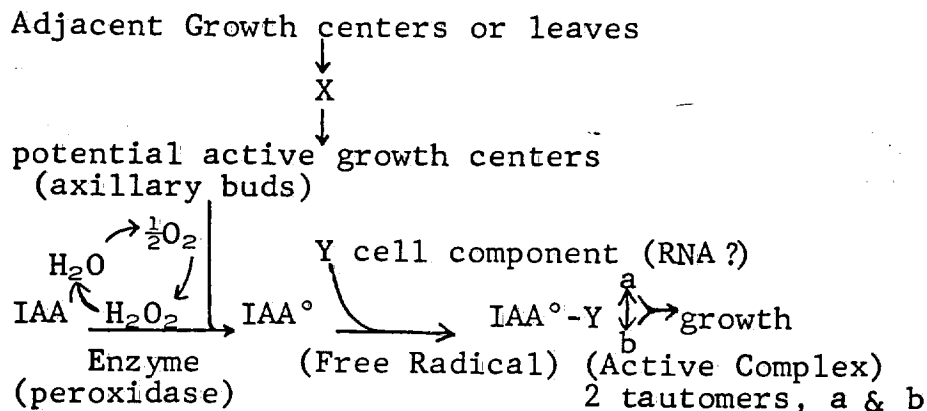 Adjacent Growth centers or leaves
X
potential active growth centers
(axillary buds)
½O₂
Y cell component (RNA?)
H₂O
a
IAA H₂O₂ IAA° IAA°-Y growth
b
Enzyme (Free Radical) (Active Complex)
(peroxidase) 2 tautomers, a & b